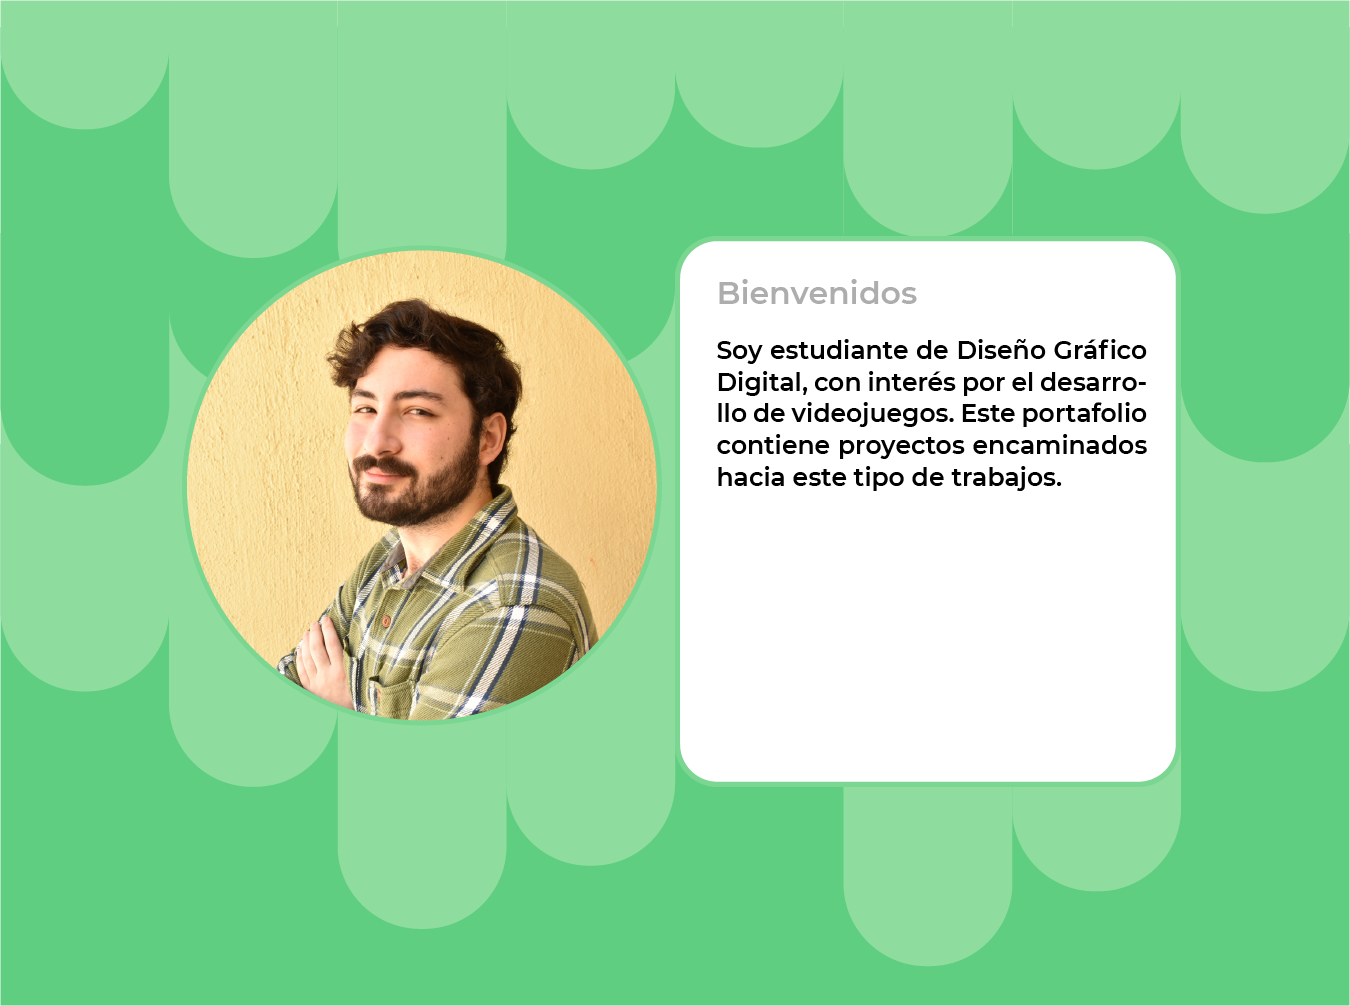 Bienvenidos
Soy estudiante de Diseño Gráfico
Digital, con interés por el desarro-
llo de videojuegos. Este portafolio
contiene proyectos encaminados
hacia este tipo de trabajos.